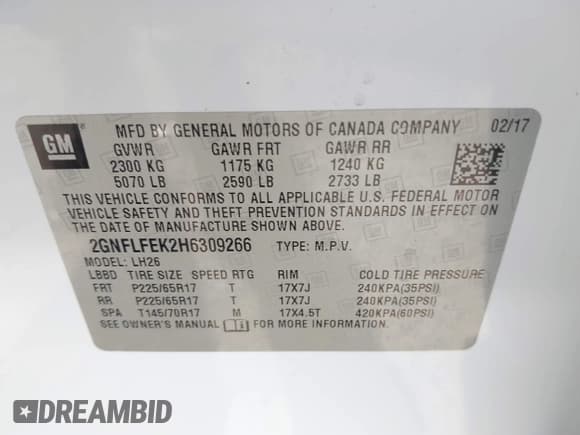 GM
MFD BY GENERAL MOTORS OF CANADA COMPANY 02/17
GVWR GAWR FRT GAWR RR
2300 KG 1175 KG 1240 KG
5070 LB 2590 LB 2733 LB
THIS VEHICLE CONFORMS TO ALL APPLICABLE U.S. FEDERAL MOTOR
VEHICLE SAFETY AND THEFT PREVENTION STANDARDS IN EFFECT ON
THE DATE OF MANUFACTURE SHOWN ABOVE.
2GNFLFEK2H6309266 TYPE: M.P.V.
MODEL: LH26
LBBD TIRE SIZE SPEED RTG RIM COLD TIRE PRESSURE
FRT P225/65R17 T 17X7J 240KPA(35PSI)
RR P225/65R17 T 17X7J 240KPA(35PSI)
SPA T145/70R17 M 17X4.5T 420KPA(60PSI)
SEE OWNER'S MANUAL FOR MORE INFORMATION.
DREAMBID